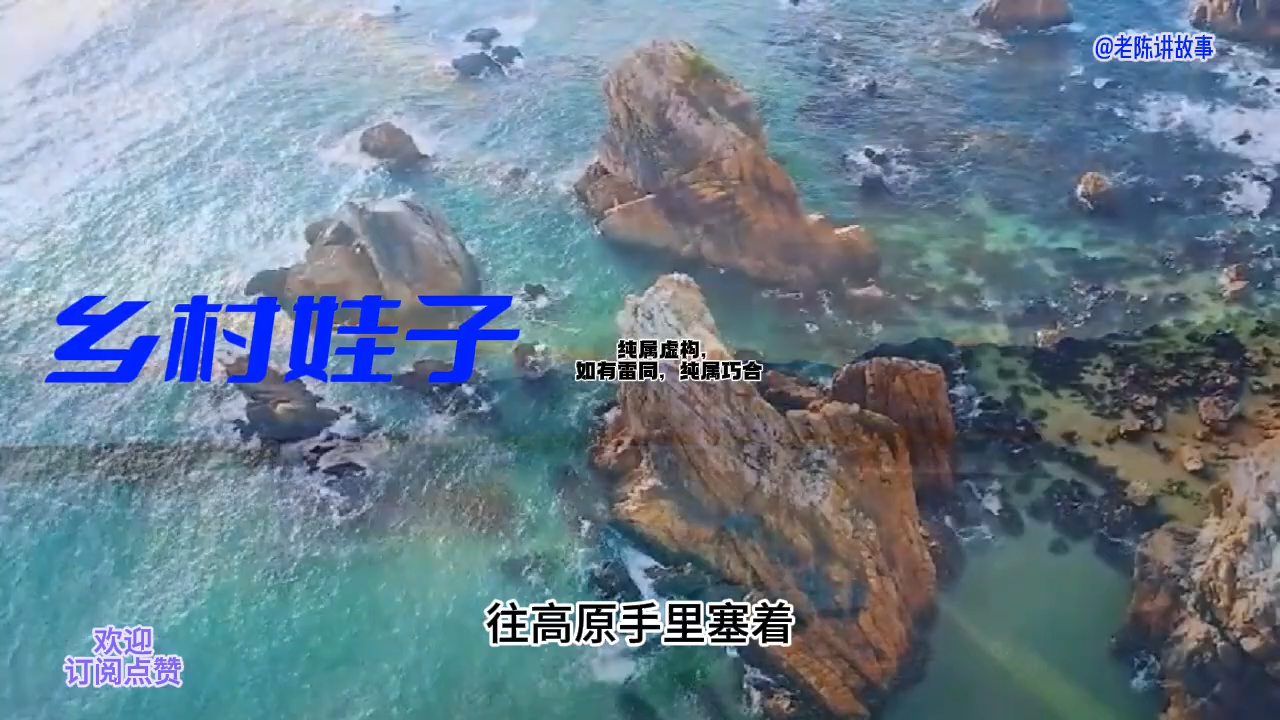 @老陈讲故事
乡村娃子
纯属虚构，
如有雷同，纯属巧合
往高原手里塞着
欢迎
订阅点赞